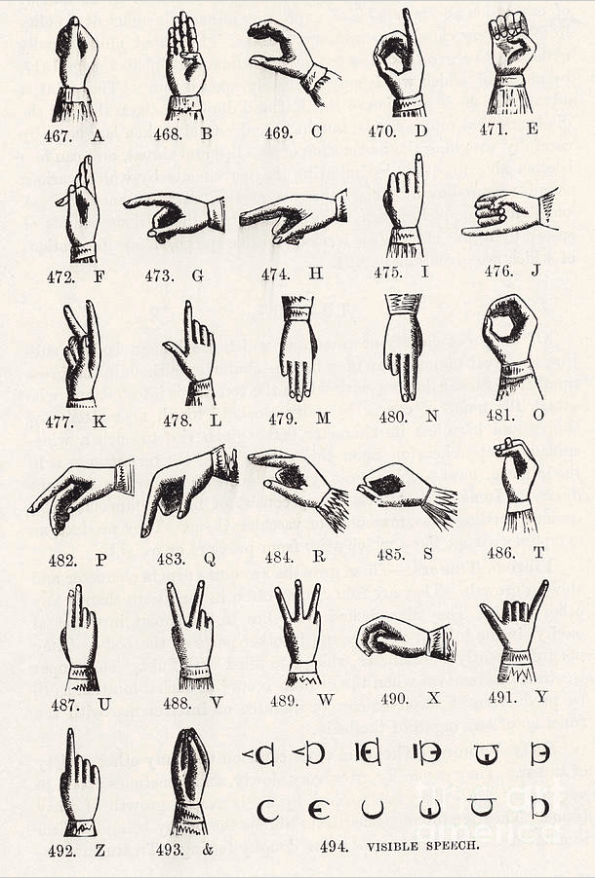 467. A 468. B 469. C 470. D 471. E
472. F 473. G 474. H 475. I 476. J
477. K 478. L 479. M 480. N 481. O
482. P 483. Q 484. R 485. S 486. T
487. U 488. V 489. W 490. X 491. Y
492. Z 493. & 494. VISIBLE SPEECH.